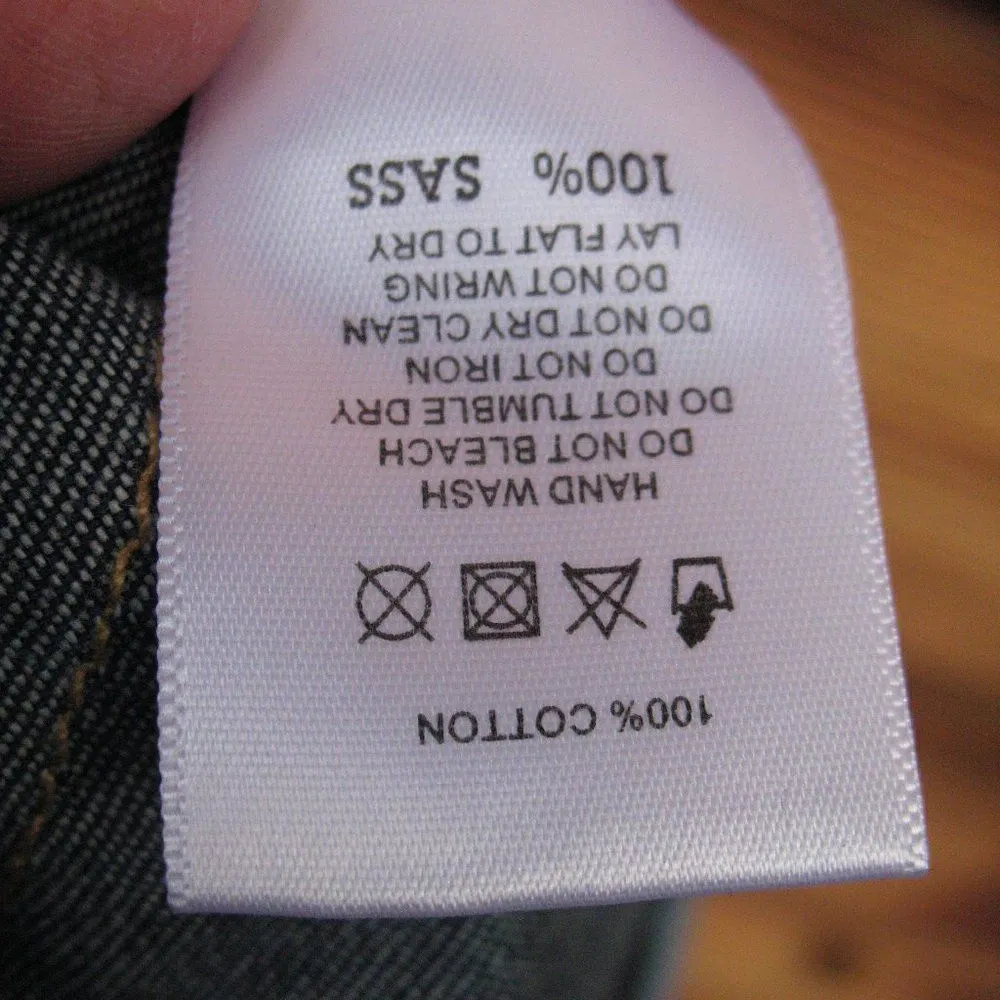 100% COTTON
HAND WASH
DO NOT BLEACH
DO NOT TUMBLE DRY
DO NOT IRON
DO NOT DRY CLEAN
DO NOT WRING
LAY FLAT TO DRY
100% SASS